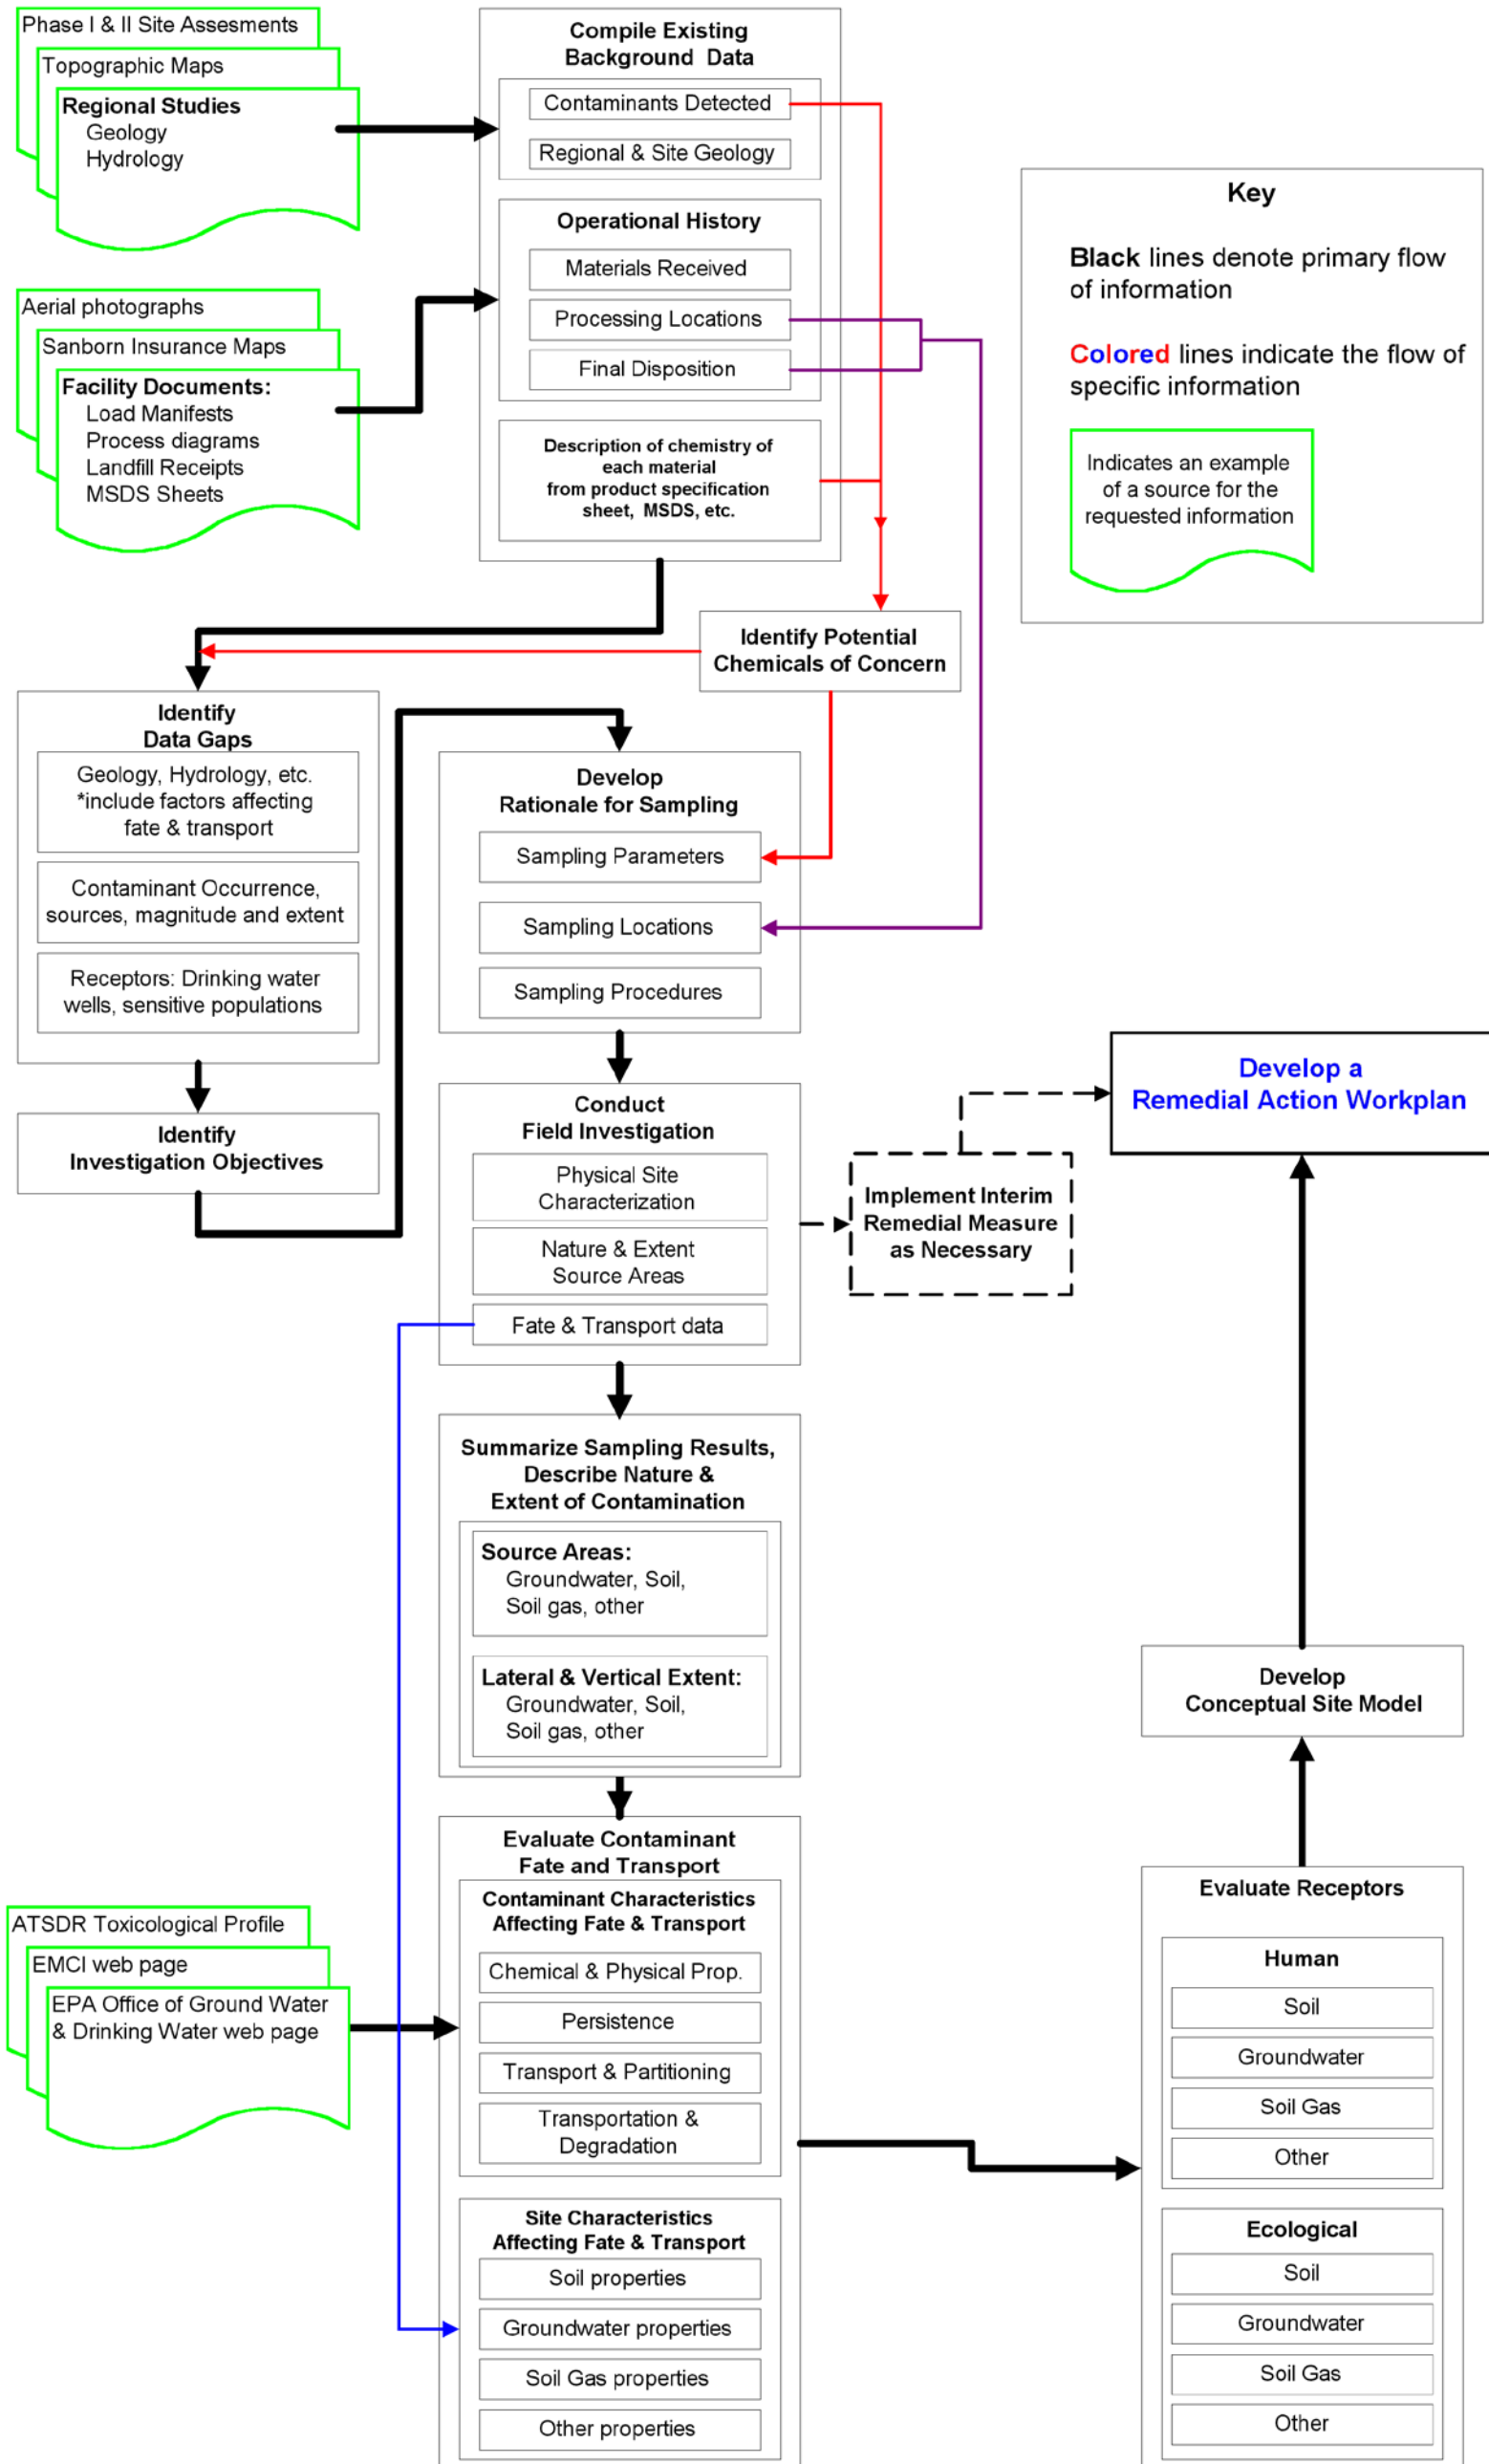 Phase I & II Site Assesments
Topographic Maps
Regional Studies
Geology
Hydrology
Compile Existing
Background Data
Contaminants Detected
Regional & Site Geology
Operational History
Materials Received
Processing Locations
Final Disposition
Description of chemistry of
each material
from product specification
sheet, MSDS, etc.
Aerial photographs
Sanborn Insurance Maps
Facility Documents:
Load Manifests
Process diagrams
Landfill Receipts
MSDS Sheets
Key
Black lines denote primary flow
of information
Colored lines indicate the flow of
specific information
Indicates an example
of a source for the
requested information
Identify Potential
Chemicals of Concern
Identify
Data Gaps
Geology, Hydrology, etc.
*include factors affecting
fate & transport
Contaminant Occurrence,
sources, magnitude and extent
Receptors: Drinking water
wells, sensitive populations
Identify
Investigation Objectives
Develop
Rationale for Sampling
Sampling Parameters
Sampling Locations
Sampling Procedures
Conduct
Field Investigation
Physical Site
Characterization
Nature & Extent
Source Areas
Fate & Transport data
Implement Interim
Remedial Measure
as Necessary
Develop a
Remedial Action Workplan
Summarize Sampling Results,
Describe Nature &
Extent of Contamination
Source Areas:
Groundwater, Soil,
Soil gas, other
Lateral & Vertical Extent:
Groundwater, Soil,
Soil gas, other
Develop
Conceptual Site Model
Evaluate Contaminant
Fate and Transport
Contaminant Characteristics
Affecting Fate & Transport
Chemical & Physical Prop.
Persistence
Transport & Partitioning
Transportation &
Degradation
Site Characteristics
Affecting Fate & Transport
Soil properties
Groundwater properties
Soil Gas properties
Other properties
ATSDR Toxicological Profile
EMCI web page
EPA Office of Ground Water
& Drinking Water web page
Evaluate Receptors
Human
Soil
Groundwater
Soil Gas
Other
Ecological
Soil
Groundwater
Soil Gas
Other